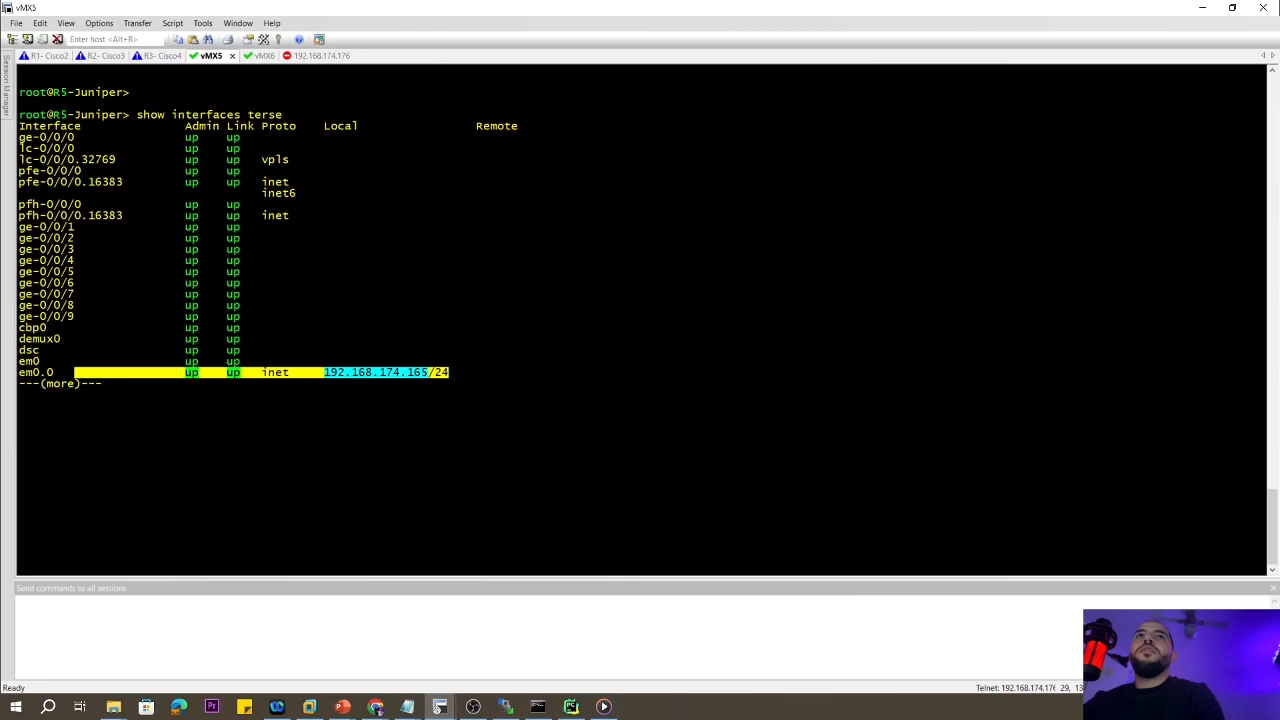 vMX5
File Edit View Options Transfer Script Tools Window Help
Enter host <Alt+R>
R1- Cisco2 R2- Cisco3 R3- Cisco4 vMX5 vMX6 192.168.174.176
Session Manager
root@R5-Juniper>
root@R5-Juniper> show interfaces terse
Interface Admin Link Proto Local Remote
ge-0/0/0 up up
lc-0/0/0 up up
lc-0/0/0.32769 up up vpls
pfe-0/0/0 up up
pfe-0/0/0.16383 up up inet
inet6
pfh-0/0/0 up up
pfh-0/0/0.16383 up up inet
ge-0/0/1 up up
ge-0/0/2 up up
ge-0/0/3 up up
ge-0/0/4 up up
ge-0/0/5 up up
ge-0/0/6 up up
ge-0/0/7 up up
ge-0/0/8 up up
ge-0/0/9 up up
cbp0 up up
demux0 up up
dsc up up
em0 up up
em0.0 up up inet 192.168.174.165/24
---(more)---
Send commands to all sessions
Ready Telnet: 192.168.174.176 29, 13